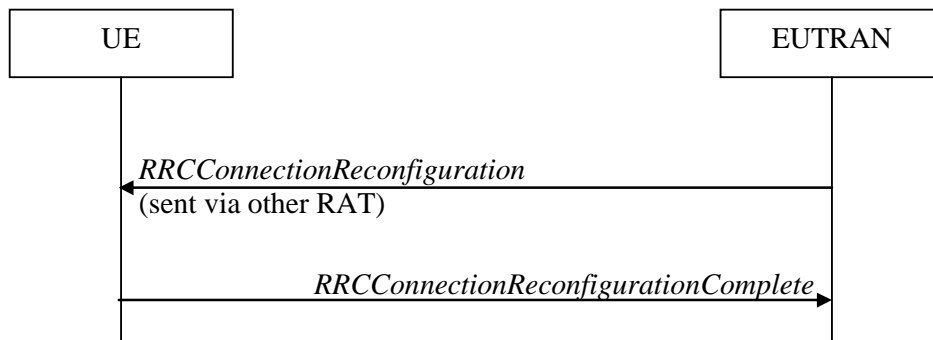 UE
EUTRAN
RRCConnectionReconfiguration
(sent via other RAT)
RRCConnectionReconfigurationComplete